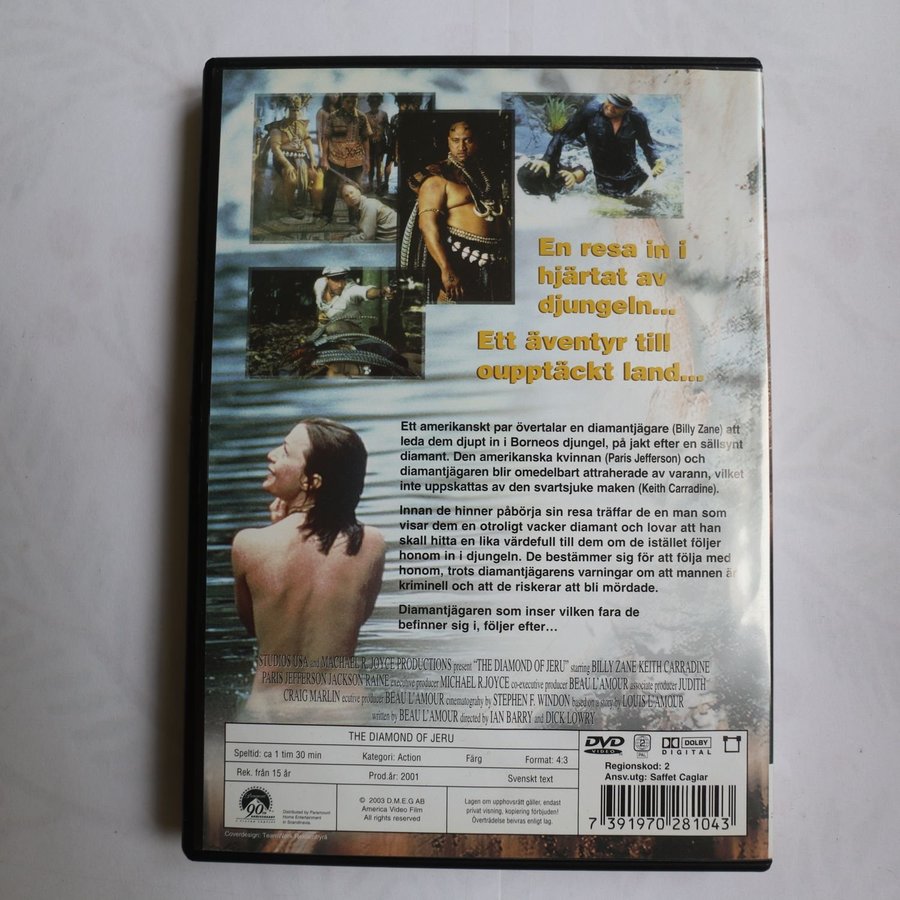 En resa in i
hjärtat av
djungeln...
Ett äventyr till
oupptäckt land...
Ett amerikanskt par övertalar en diamantjägare (Billy Zane) att
leda dem djupt in i Borneos djungel, på jakt efter en sällsynt
diamant. Den amerikanska kvinnan (Paris Jefferson) och
diamantjägaren blir omedelbart attraherade av varann, vilket
inte uppskattas av den svartsjuke maken (Keith Carradine).
Innan de hinner påbörja sin resa träffar de en man som
visar dem en otroligt vacker diamant och lovar att han
skall hitta en lika värdefull till dem om de istället följer
honom in i djungeln. De bestämmer sig för att följa med
honom, trots diamantjägarens varningar om att mannen är
kriminell och att de riskerar att bli mördade.
Diamantjägaren som inser vilken fara de
befinner sig i, följer efter...
STUDIOS USA and MACHAEL R. JOYCE PRODUCTIONS present "THE DIAMOND OF JERU" starring BILLY ZANE KEITH CARRADINE
PARIS JEFFERSON JACKSON RAINE executive producer MICHAEL R.JOYCE co-executive producer BEAU L'AMOUR associate producer JUDITH
CRAIG MARLIN ecutive producer BEAU L'AMOUR cinematograhy by STEPHEN F. WINDON based on a story by LOUIS L'AMOUR
written by BEAU L'AMOUR directed by IAN BARRY and DICK LOWRY
THE DIAMOND OF JERU
Speltid: ca 1 tim 30 min Kategori: Action Färg Format: 4:3
Rek. från 15 år Prod.år: 2001 Svenskt text
DVD VIDEO 2 PAL DOLBY DIGITAL
Regionskod: 2
Ansv.utg: Saffet Caglar
90th ANNIVERSARY
Distributed by Paramount
Home Entertainment
in Scandinavia.
© 2003 D.M.E.G AB
America Video Film
All rights reserved
Lagen om upphovsrätt gäller, endast
privat visning, kopiering förbjuden!
Överträdelse beivras enligt lag.
7 391970 281043
Coverdesign: TeamWork